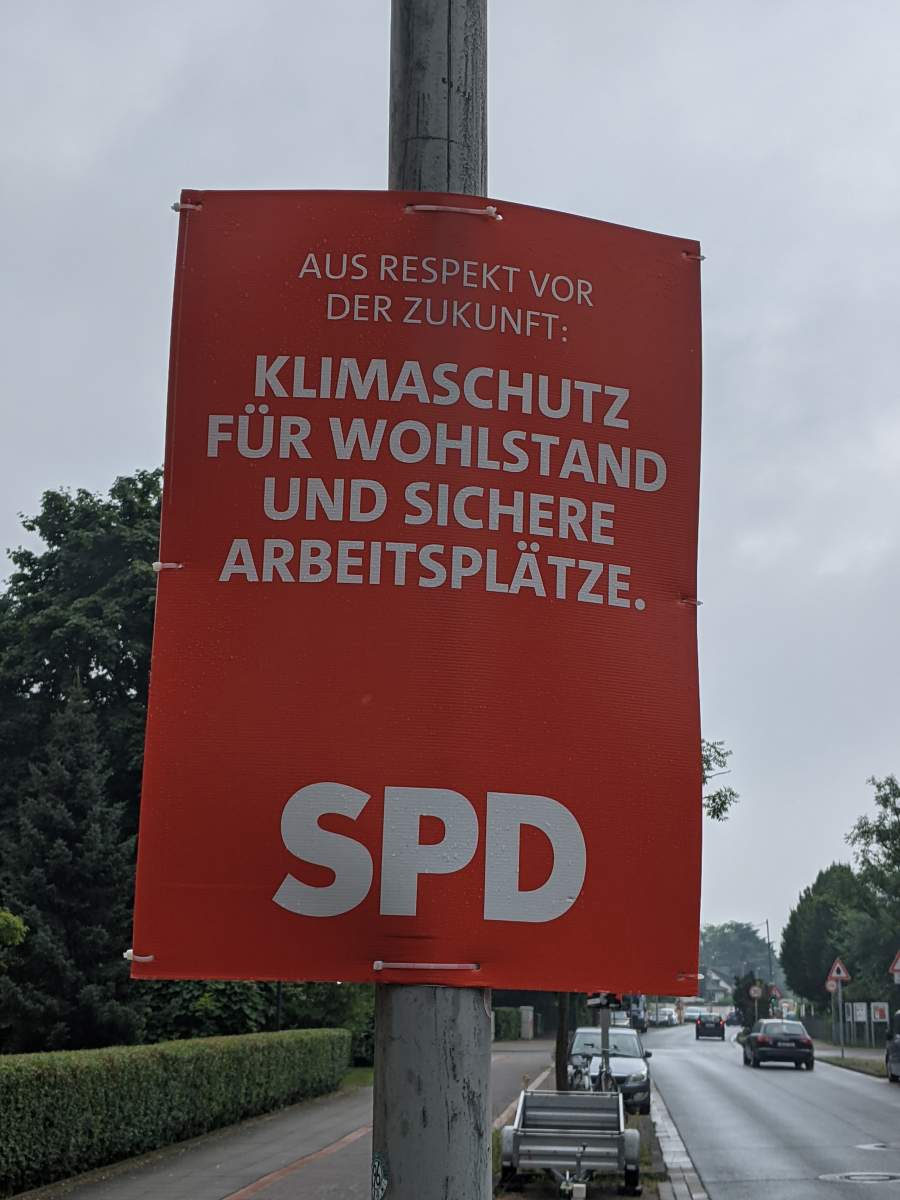 AUS RESPEKT VOR
DER ZUKUNFT:
KLIMASCHUTZ
FÜR WOHLSTAND
UND SICHERE
ARBEITSPLÄTZE.
SPD